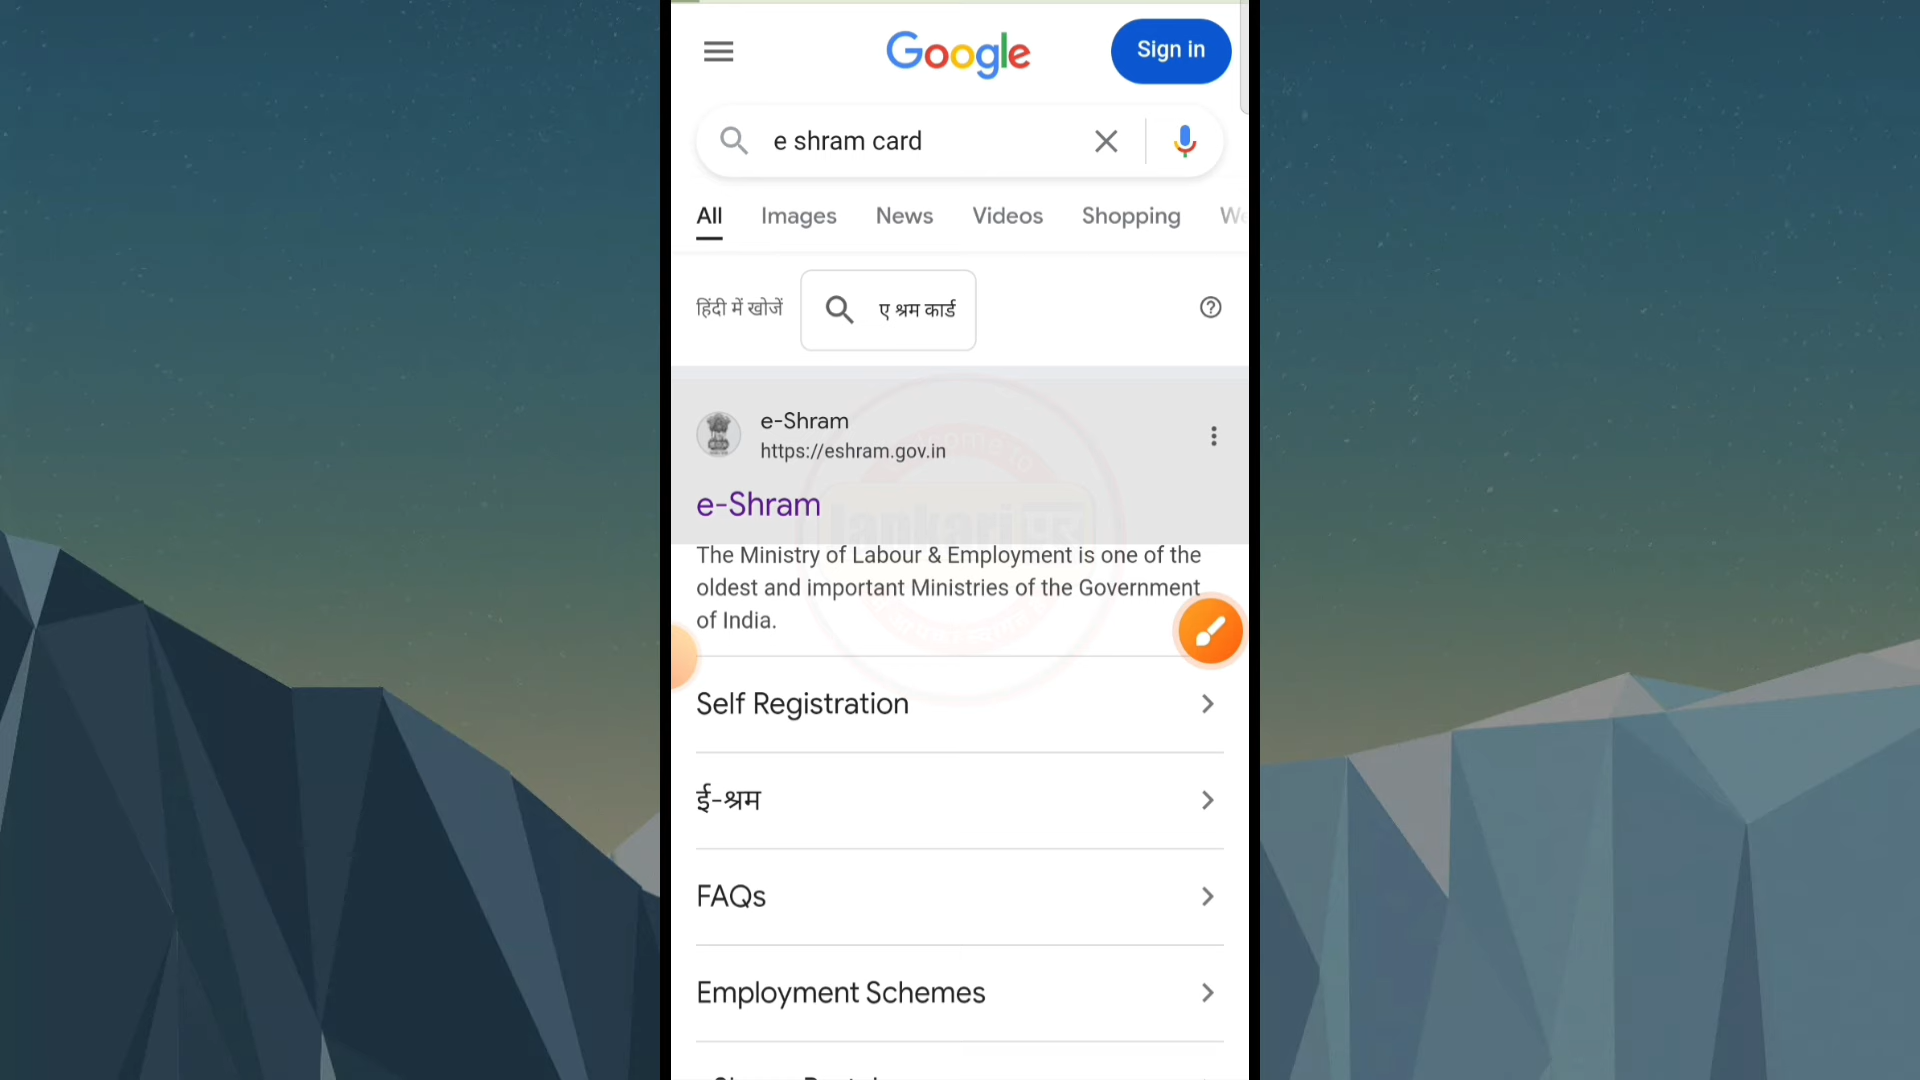 Google
Sign in
e shram card
All Images News Videos Shopping
हिंदी में खोजें
ए श्रम कार्ड
e-Shram
https://eshram.gov.in
e-Shram
Jankari पुर
The Ministry of Labour & Employment is one of the
oldest and important Ministries of the Government
of India.
Self Registration
ई-श्रम
FAQs
Employment Schemes